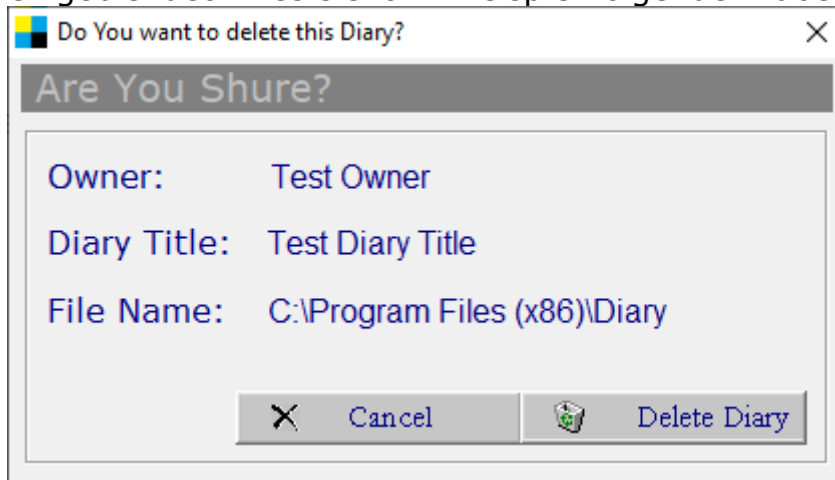 Do You want to delete this Diary?
Are You Shure?
Owner: Test Owner
Diary Title: Test Diary Title
File Name: C:\Program Files (x86)\Diary
Cancel Delete Diary